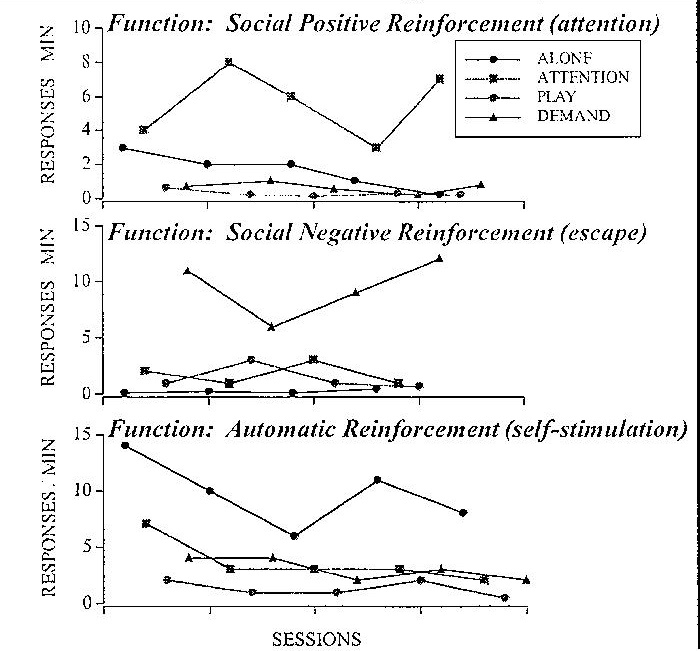 Function: Social Positive Reinforcement (attention)
10
8
6
4
2
0
RESPONSES MIN
ALONE
ATTENTION
PLAY
DEMAND
Function: Social Negative Reinforcement (escape)
15
10
5
0
RESPONSES MIN
Function: Automatic Reinforcement (self-stimulation)
15
10
5
0
RESPONSES . MIN
SESSIONS